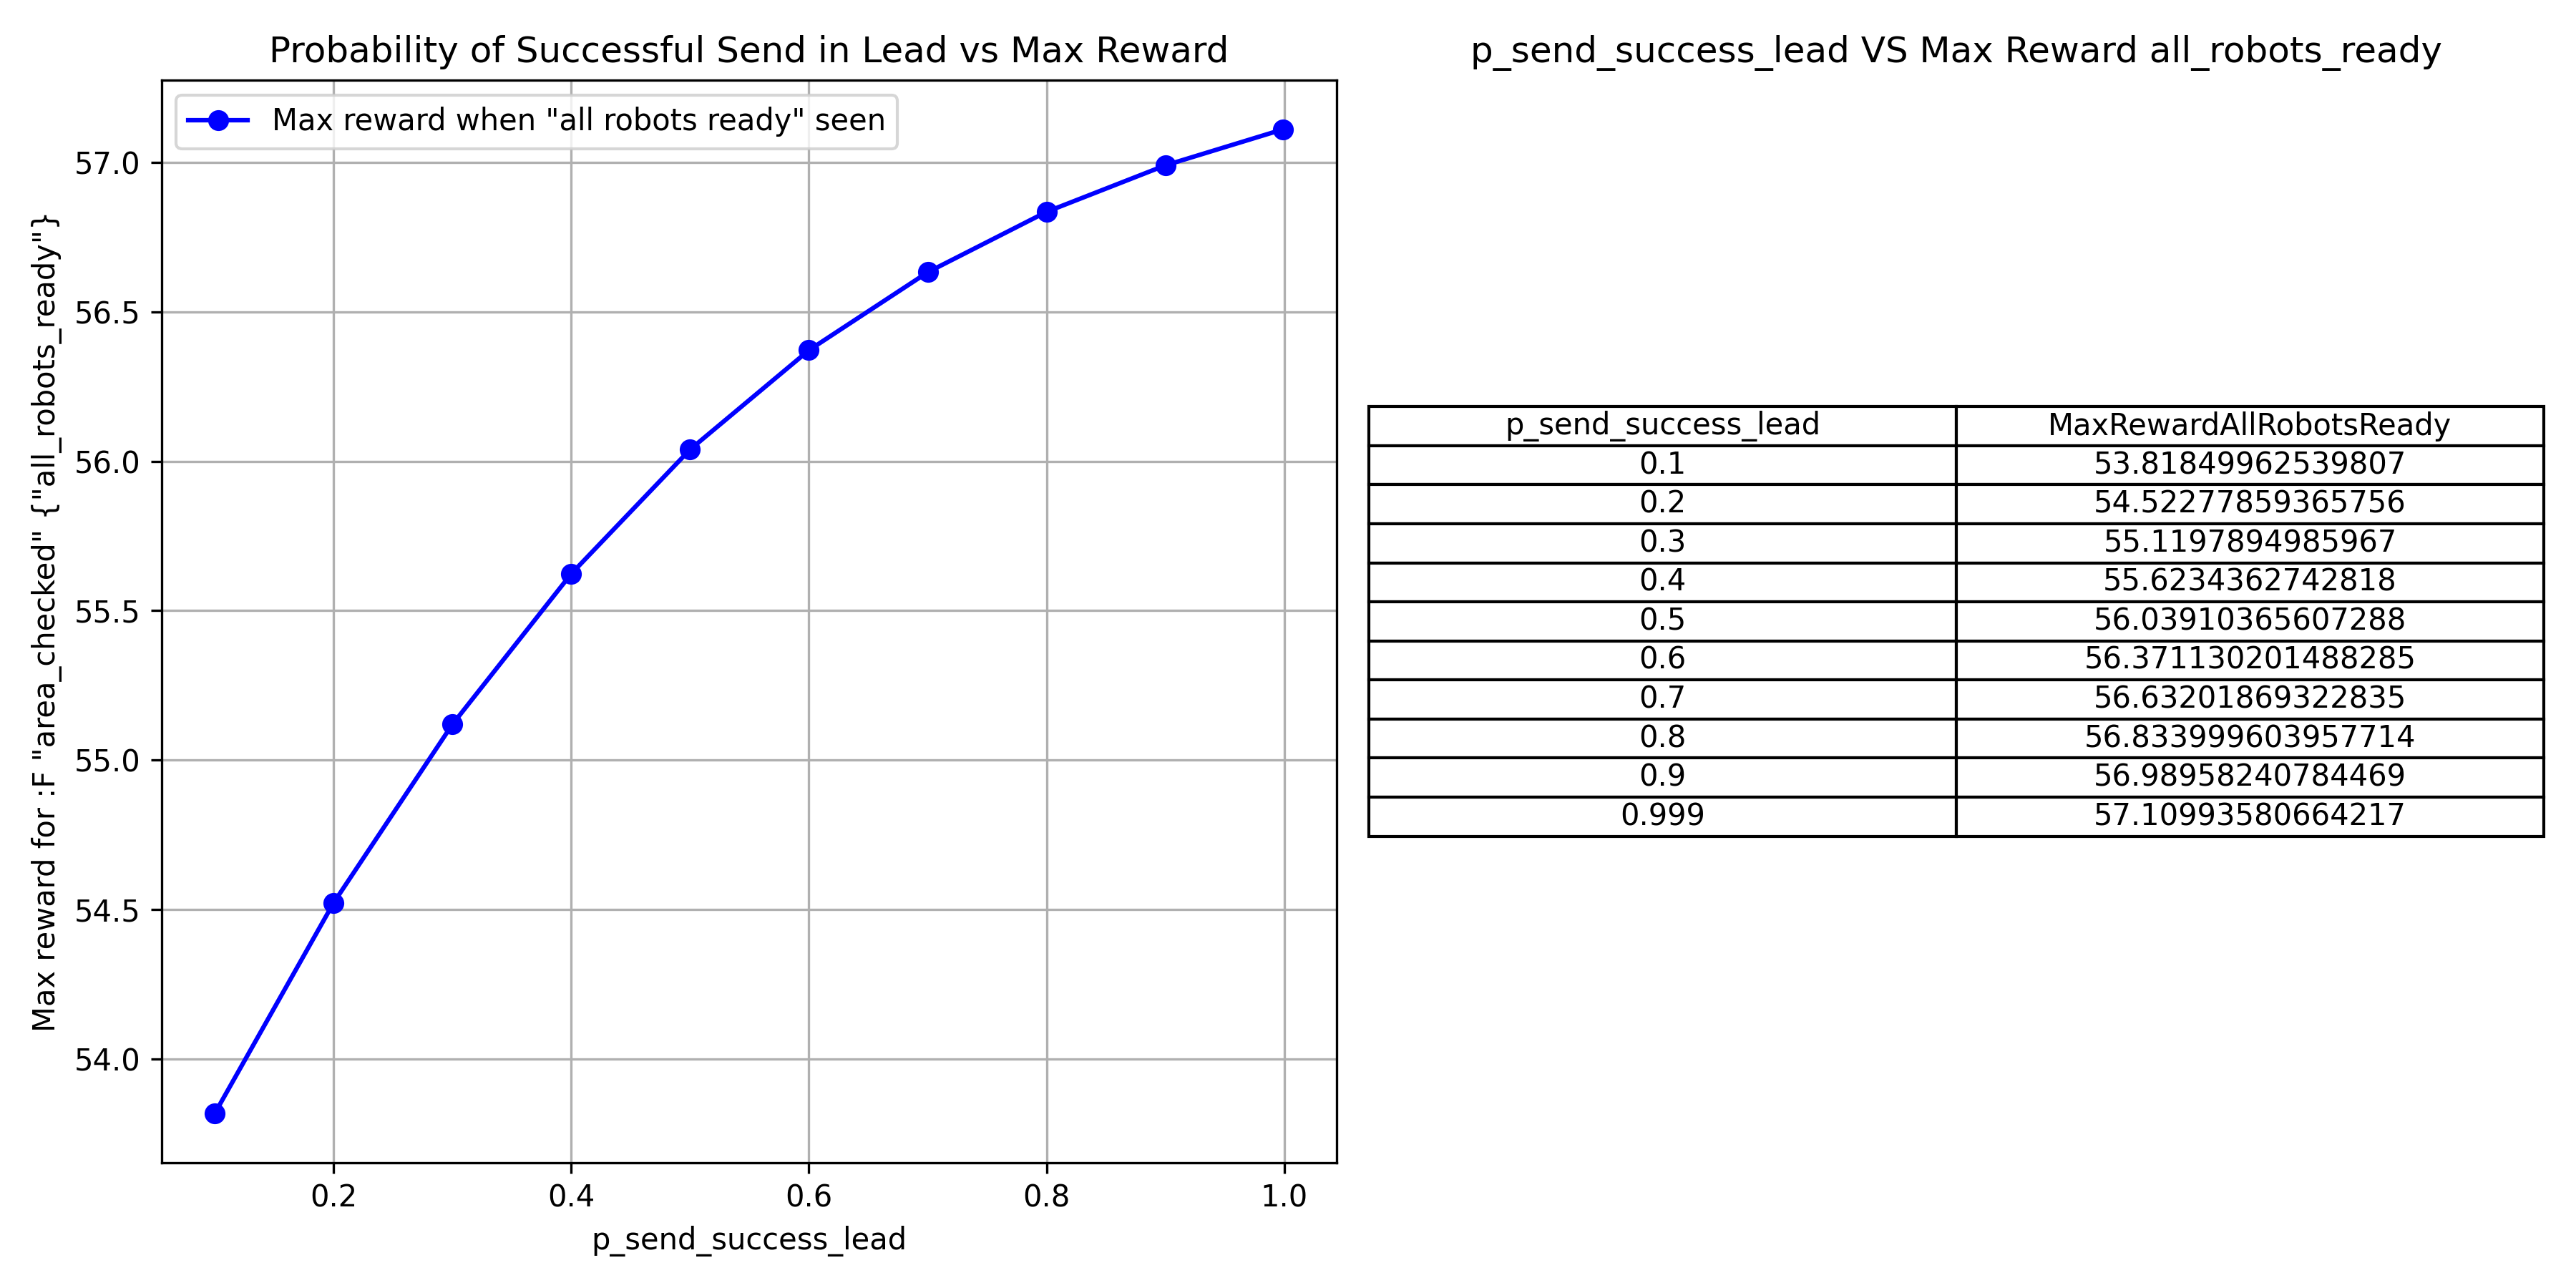 Probability of Successful Send in Lead vs Max Reward
Max reward when "all robots ready" seen
Max reward for :F "area_checked" {"all_robots_ready"}
57.0
56.5
56.0
55.5
55.0
54.5
54.0
0.2 0.4 0.6 0.8 1.0
p_send_success_lead
p_send_success_lead VS Max Reward all_robots_ready
p_send_success_lead MaxRewardAllRobotsReady
0.1 53.81849962539807
0.2 54.52277859365756
0.3 55.1197894985967
0.4 55.6234362742818
0.5 56.03910365607288
0.6 56.371130201488285
0.7 56.63201869322835
0.8 56.833999603957714
0.9 56.98958240784469
0.999 57.10993580664217